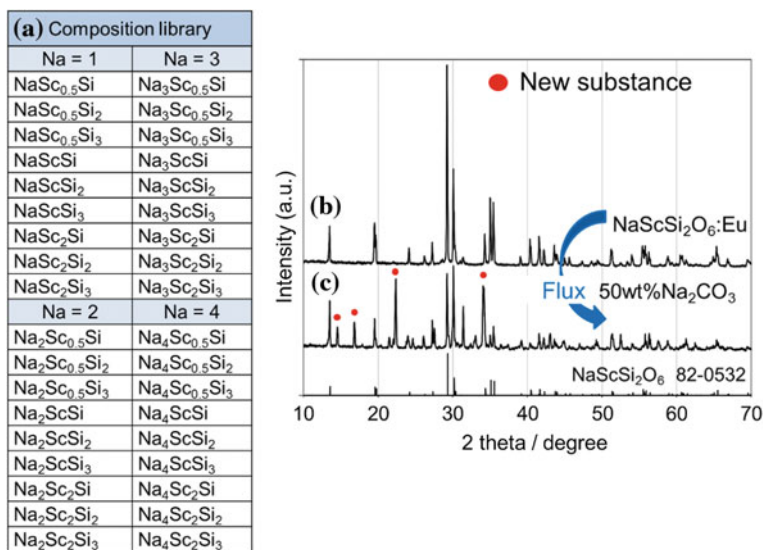 (a) Composition library
Na = 1 Na = 3
NaSc₀.₅Si Na₃Sc₀.₅Si
NaSc₀.₅Si₂ Na₃Sc₀.₅Si₂
NaSc₀.₅Si₃ Na₃Sc₀.₅Si₃
NaScSi Na₃ScSi
NaScSi₂ Na₃ScSi₂
NaScSi₃ Na₃ScSi₃
NaSc₂Si Na₃Sc₂Si
NaSc₂Si₂ Na₃Sc₂Si₂
NaSc₂Si₃ Na₃Sc₂Si₃
Na = 2 Na = 4
Na₂Sc₀.₅Si Na₄Sc₀.₅Si
Na₂Sc₀.₅Si₂ Na₄Sc₀.₅Si₂
Na₂Sc₀.₅Si₃ Na₄Sc₀.₅Si₃
Na₂ScSi Na₄ScSi
Na₂ScSi₂ Na₄ScSi₂
Na₂ScSi₃ Na₄ScSi₃
Na₂Sc₂Si Na₄Sc₂Si
Na₂Sc₂Si₂ Na₄Sc₂Si₂
Na₂Sc₂Si₃ Na₄Sc₂Si₃
New substance
Intensity (a.u.)
(b)
NaScSi₂O₆:Eu
(c)
Flux 50wt%Na₂CO₃
NaScSi₂O₆ 82-0532
10 20 30 40 50 60 70
2 theta / degree